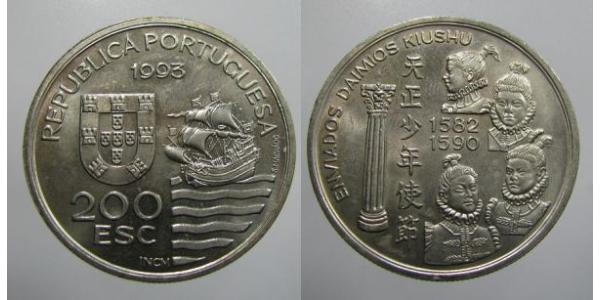 REPUBLICA PORTUGUESA
1993
200
ESC
INCM
ENVIADOS DAIMIOS KIUSHU
天正少年使節
1582
1590